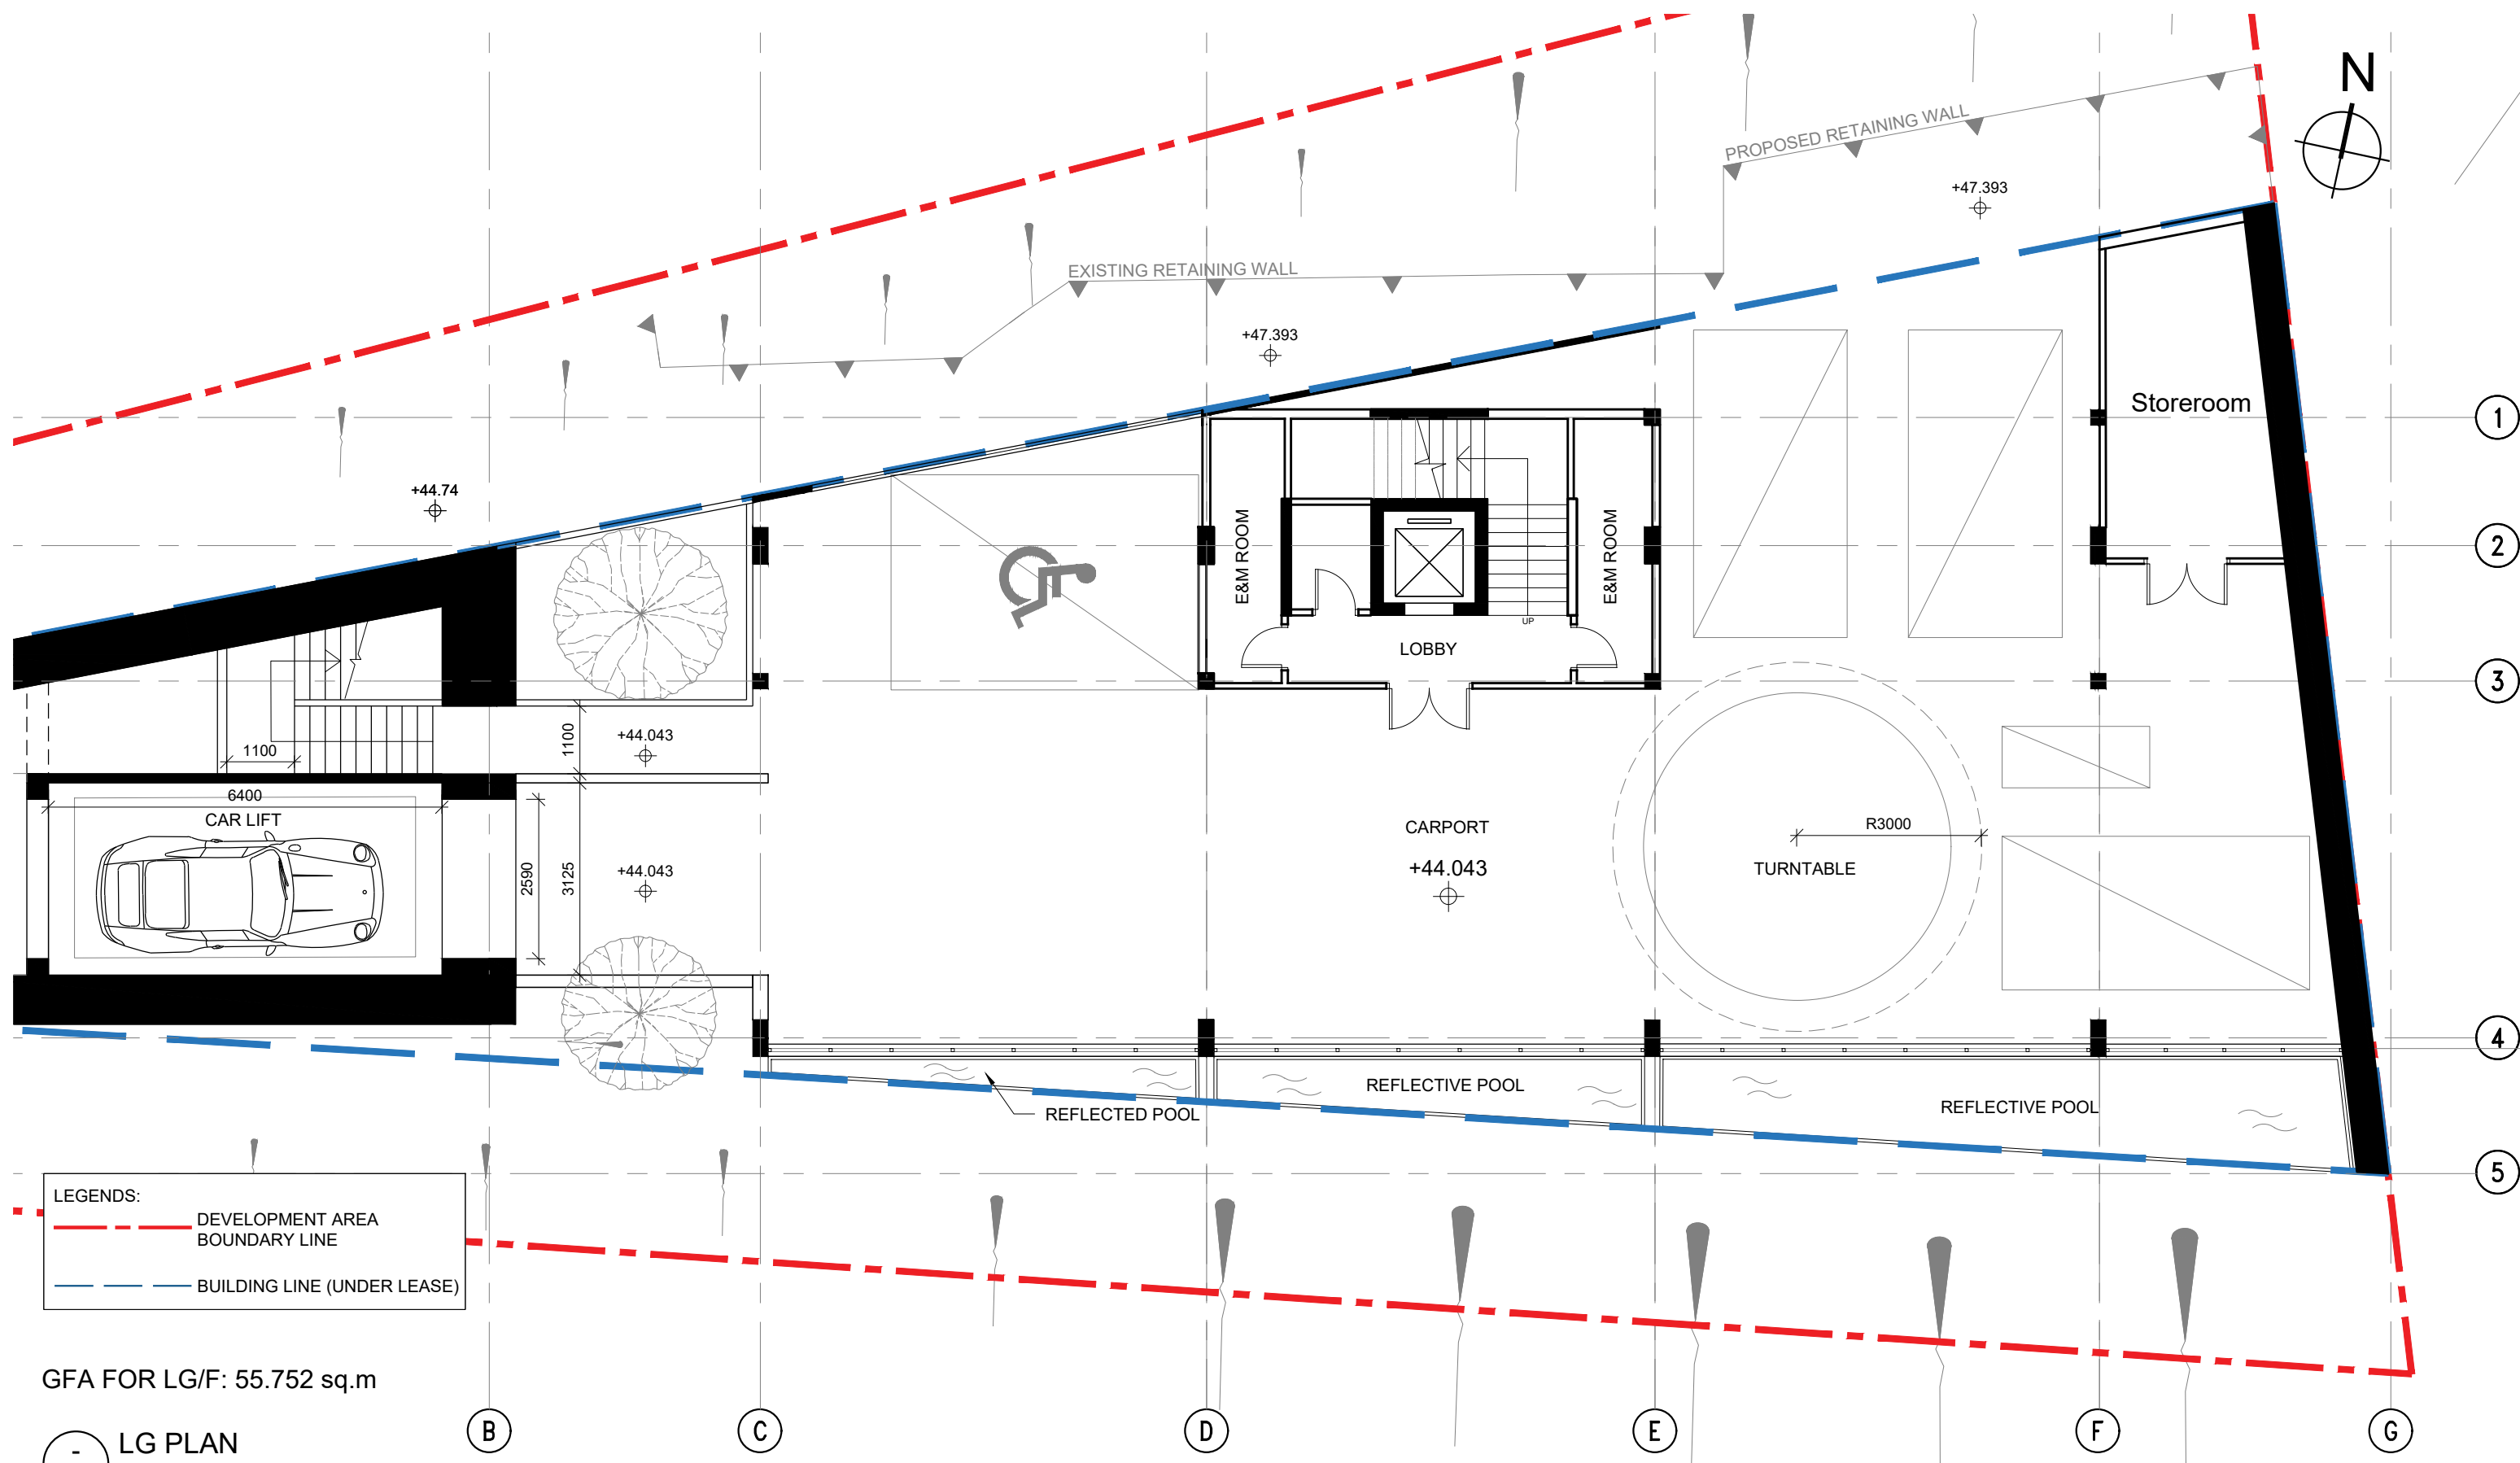 N
PROPOSED RETAINING WALL
+47.393
EXISTING RETAINING WALL
+47.393
Storeroom
1
+44.74
E&M ROOM
E&M ROOM
2
UP
LOBBY
3
1100
1100
+44.043
6400
CAR LIFT
2590
3125
+44.043
CARPORT
+44.043
R3000
TURNTABLE
4
REFLECTIVE POOL
REFLECTED POOL
REFLECTIVE POOL
5
LEGENDS:
DEVELOPMENT AREA
BOUNDARY LINE
BUILDING LINE (UNDER LEASE)
GFA FOR LG/F: 55.752 sq.m
B
C
D
E
F
G
-
LG PLAN